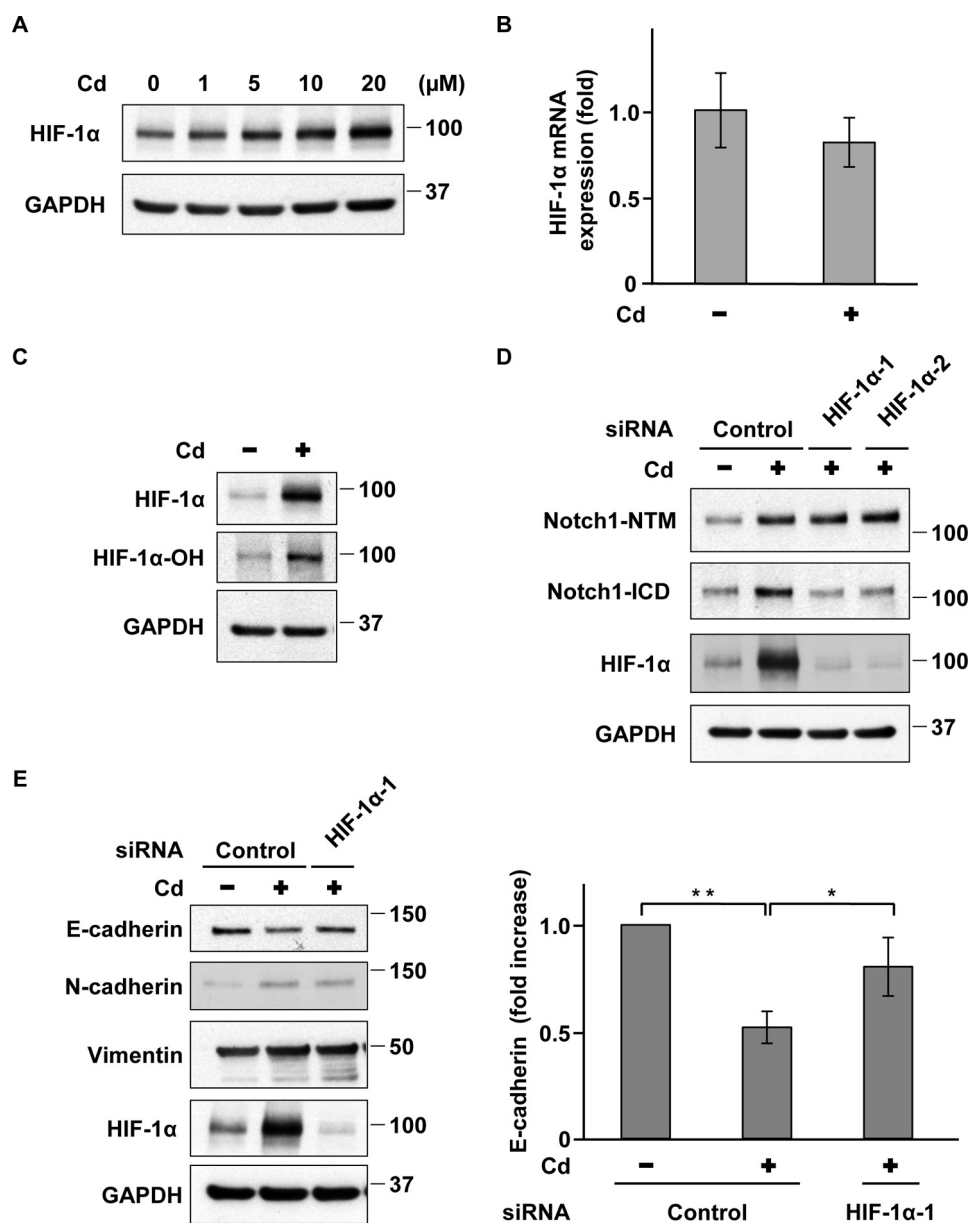 A
Cd 0 1 5 10 20 (µM)
HIF-1α 100
GAPDH 37
B
HIF-1α mRNA
expression (fold)
1.0
0.5
0
Cd − +
C
Cd − +
HIF-1α 100
HIF-1α-OH 100
GAPDH 37
D
siRNA Control HIF-1α-1 HIF-1α-2
Cd − + + +
Notch1-NTM 100
Notch1-ICD 100
HIF-1α 100
GAPDH 37
E
siRNA Control HIF-1α-1
Cd − + +
E-cadherin 150
N-cadherin 150
Vimentin 50
HIF-1α 100
GAPDH 37
E-cadherin (fold increase)
** *
1.0
0.5
0
Cd − + +
siRNA Control HIF-1α-1